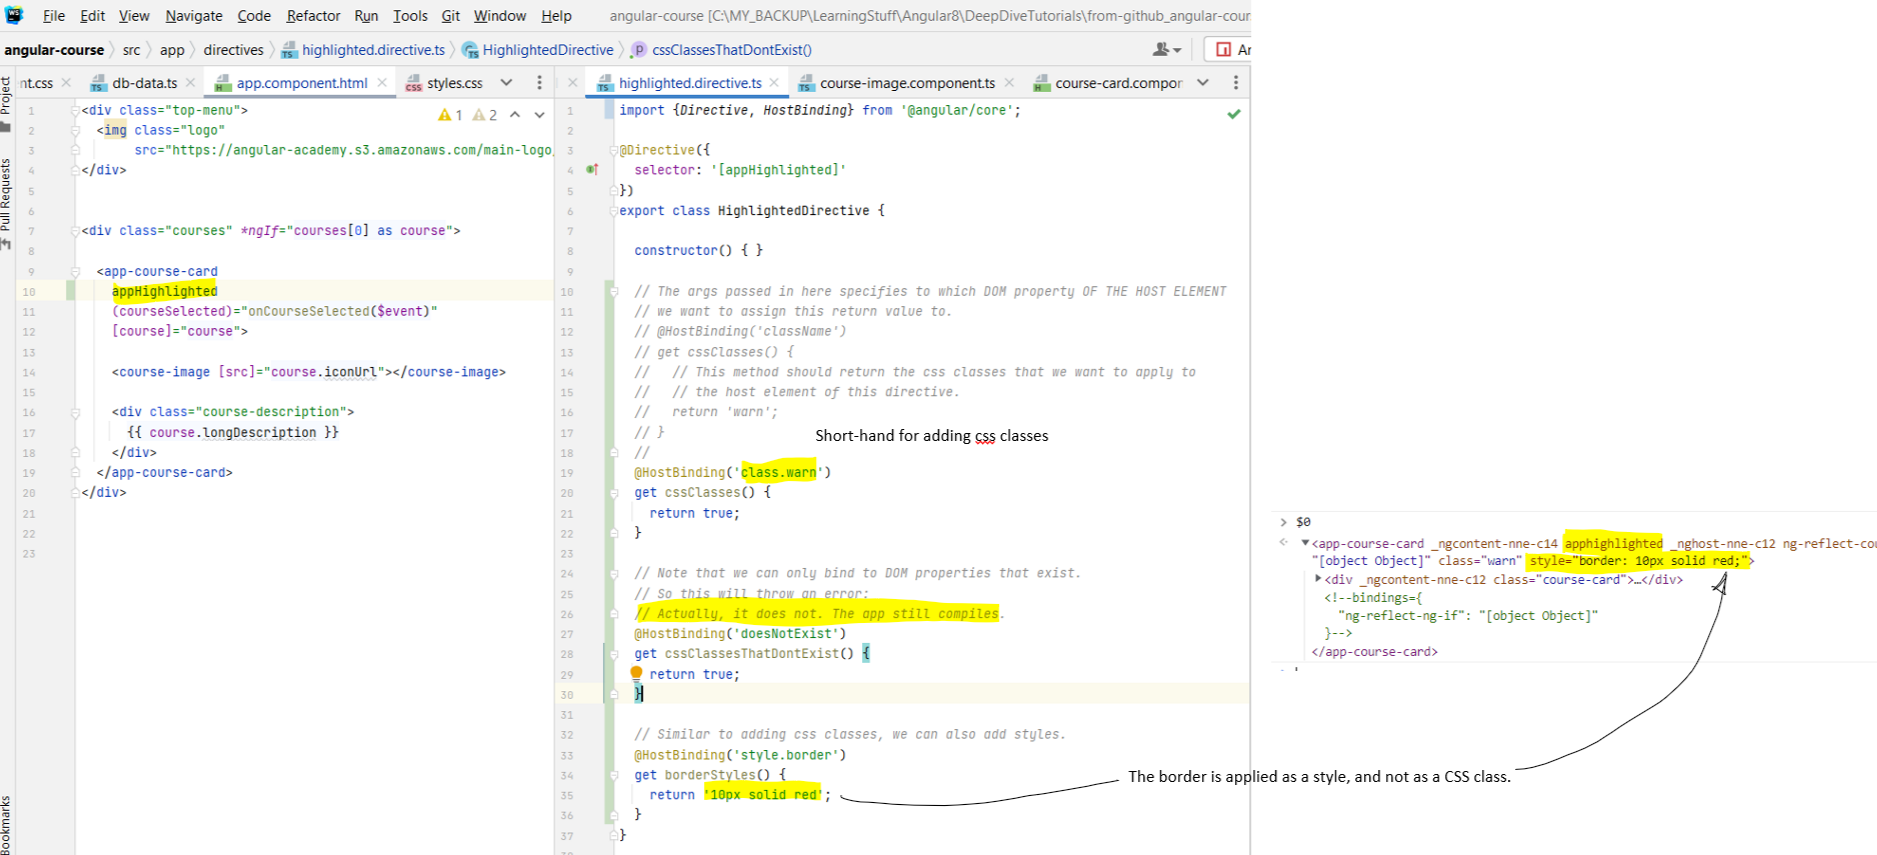 File Edit View Navigate Code Refactor Run Tools Git Window Help angular-course [C:\MY_BACKUP\LearningStuff\Angular8\DeepDiveTutorials\from-github_angular-cour
angular-course src app directives highlighted.directive.ts HighlightedDirective cssClassesThatDontExist()
nt.css db-data.ts app.component.html styles.css
highlighted.directive.ts course-image.component.ts course-card.compor
Project
Pull Requests
Bookmarks
1 2
1 <div class="top-menu">
2 <img class="logo"
3 src="https://angular-academy.s3.amazonaws.com/main-logo/
4 </div>
5
6
7 <div class="courses" *ngIf="courses[0] as course">
8
9 <app-course-card
10 appHighlighted
11 (courseSelected)="onCourseSelected($event)"
12 [course]="course">
13
14 <course-image [src]="course.iconUrl"></course-image>
15
16 <div class="course-description">
17 {{ course.longDescription }}
18 </div>
19 </app-course-card>
20 </div>
21
22
23
1 import {Directive, HostBinding} from '@angular/core';
2
3 @Directive({
4 selector: '[appHighlighted]'
5 })
6 export class HighlightedDirective {
7
8 constructor() { }
9
10 // The args passed in here specifies to which DOM property OF THE HOST ELEMENT
11 // we want to assign this return value to.
12 // @HostBinding('className')
13 // get cssClasses() {
14 // // This method should return the css classes that we want to apply to
15 // // the host element of this directive.
16 // return 'warn';
17 // }
Short-hand for adding css classes
18 //
19 @HostBinding('class.warn')
20 get cssClasses() {
21 return true;
22 }
23
24 // Note that we can only bind to DOM properties that exist.
25 // So this will throw an error:
26 // Actually, it does not. The app still compiles.
27 @HostBinding('doesNotExist')
28 get cssClassesThatDontExist() {
29 return true;
30 }
31
32 // Similar to adding css classes, we can also add styles.
33 @HostBinding('style.border')
34 get borderStyles() {
35 return '10px solid red';
36 }
37 }
$0
<app-course-card _ngcontent-nne-c14 apphighlighted _nghost-nne-c12 ng-reflect-cou
"[object Object]" class="warn" style="border: 10px solid red;">
<div _ngcontent-nne-c12 class="course-card">…</div>
<!--bindings={
"ng-reflect-ng-if": "[object Object]"
}-->
</app-course-card>
The border is applied as a style, and not as a CSS class.